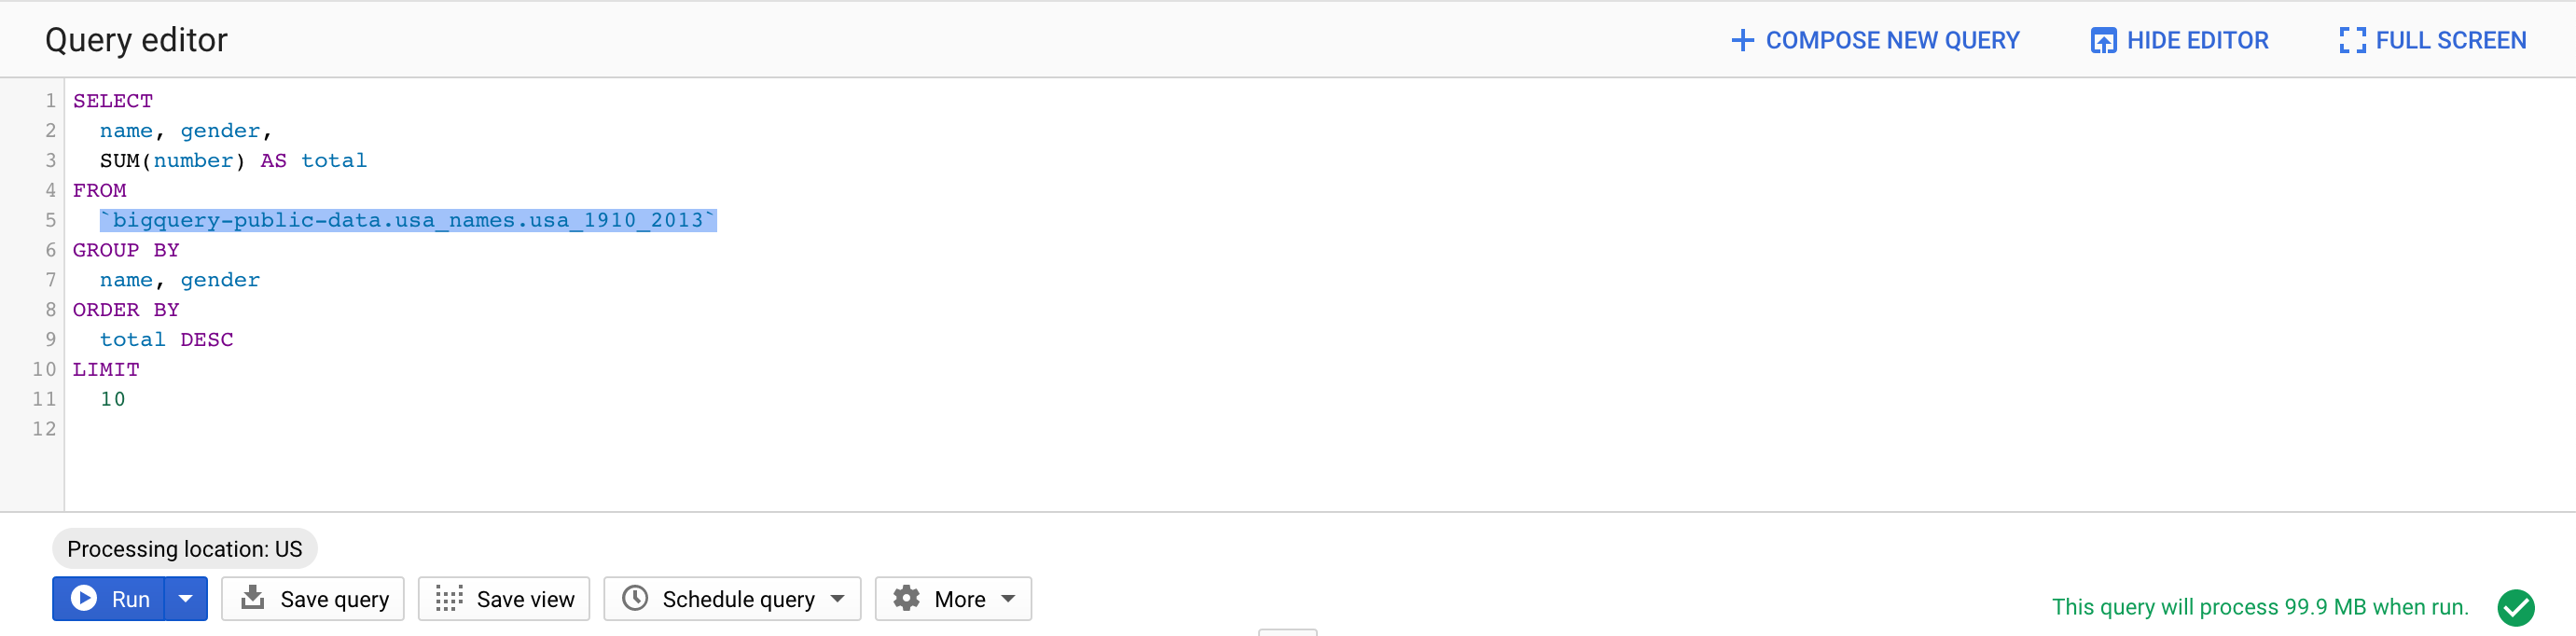 Query editor
COMPOSE NEW QUERY
HIDE EDITOR
FULL SCREEN
1 SELECT
2   name, gender,
3   SUM(number) AS total
4 FROM
5   `bigquery-public-data.usa_names.usa_1910_2013`
6 GROUP BY
7   name, gender
8 ORDER BY
9   total DESC
10 LIMIT
11   10
12
Processing location: US
Run
Save query
Save view
Schedule query
More
This query will process 99.9 MB when run.